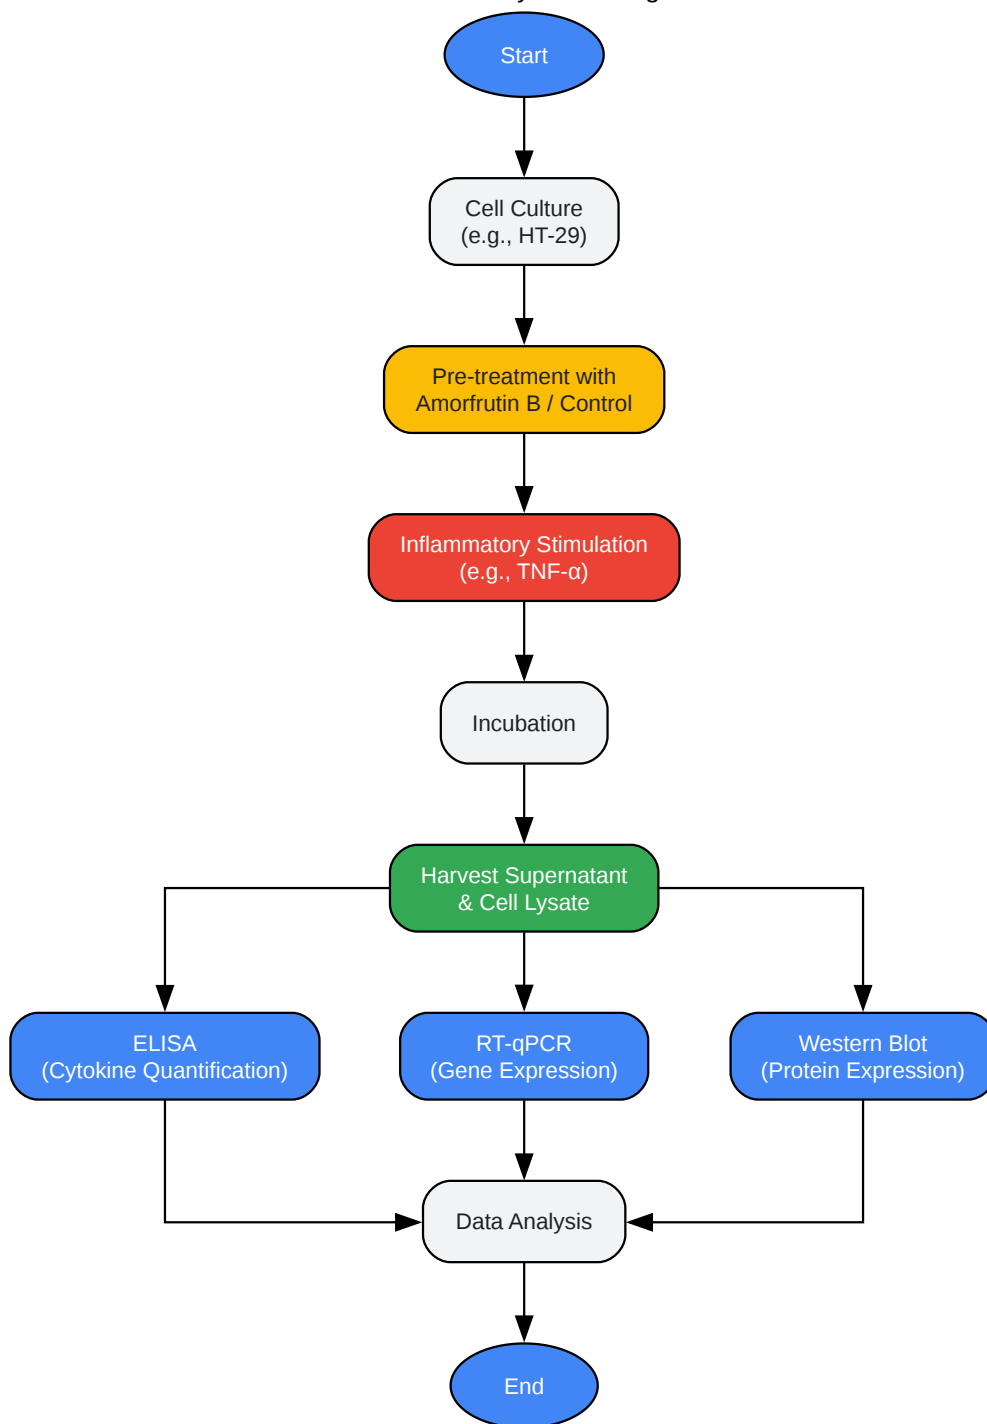 Start
Cell Culture
(e.g., HT-29)
Pre-treatment with
Amorfrutin B / Control
Inflammatory Stimulation
(e.g., TNF-α)
Incubation
Harvest Supernatant
& Cell Lysate
ELISA
(Cytokine Quantification)
RT-qPCR
(Gene Expression)
Western Blot
(Protein Expression)
Data Analysis
End